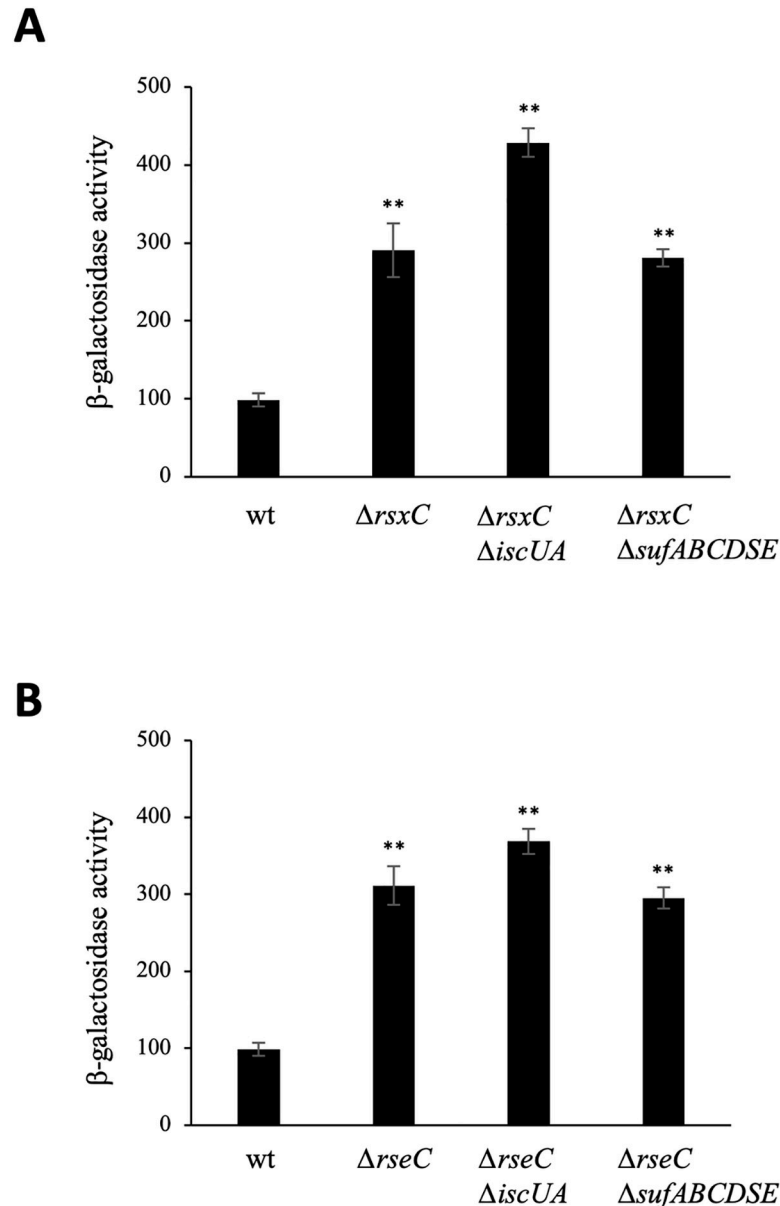 A
β-galactosidase activity
500
400
300
200
100
0
**
**
**
wt
ΔrsxC
ΔrsxC
ΔiscUA
ΔrsxC
ΔsufABCDSE
B
β-galactosidase activity
500
400
300
200
100
0
**
**
**
wt
ΔrseC
ΔrseC
ΔiscUA
ΔrseC
ΔsufABCDSE